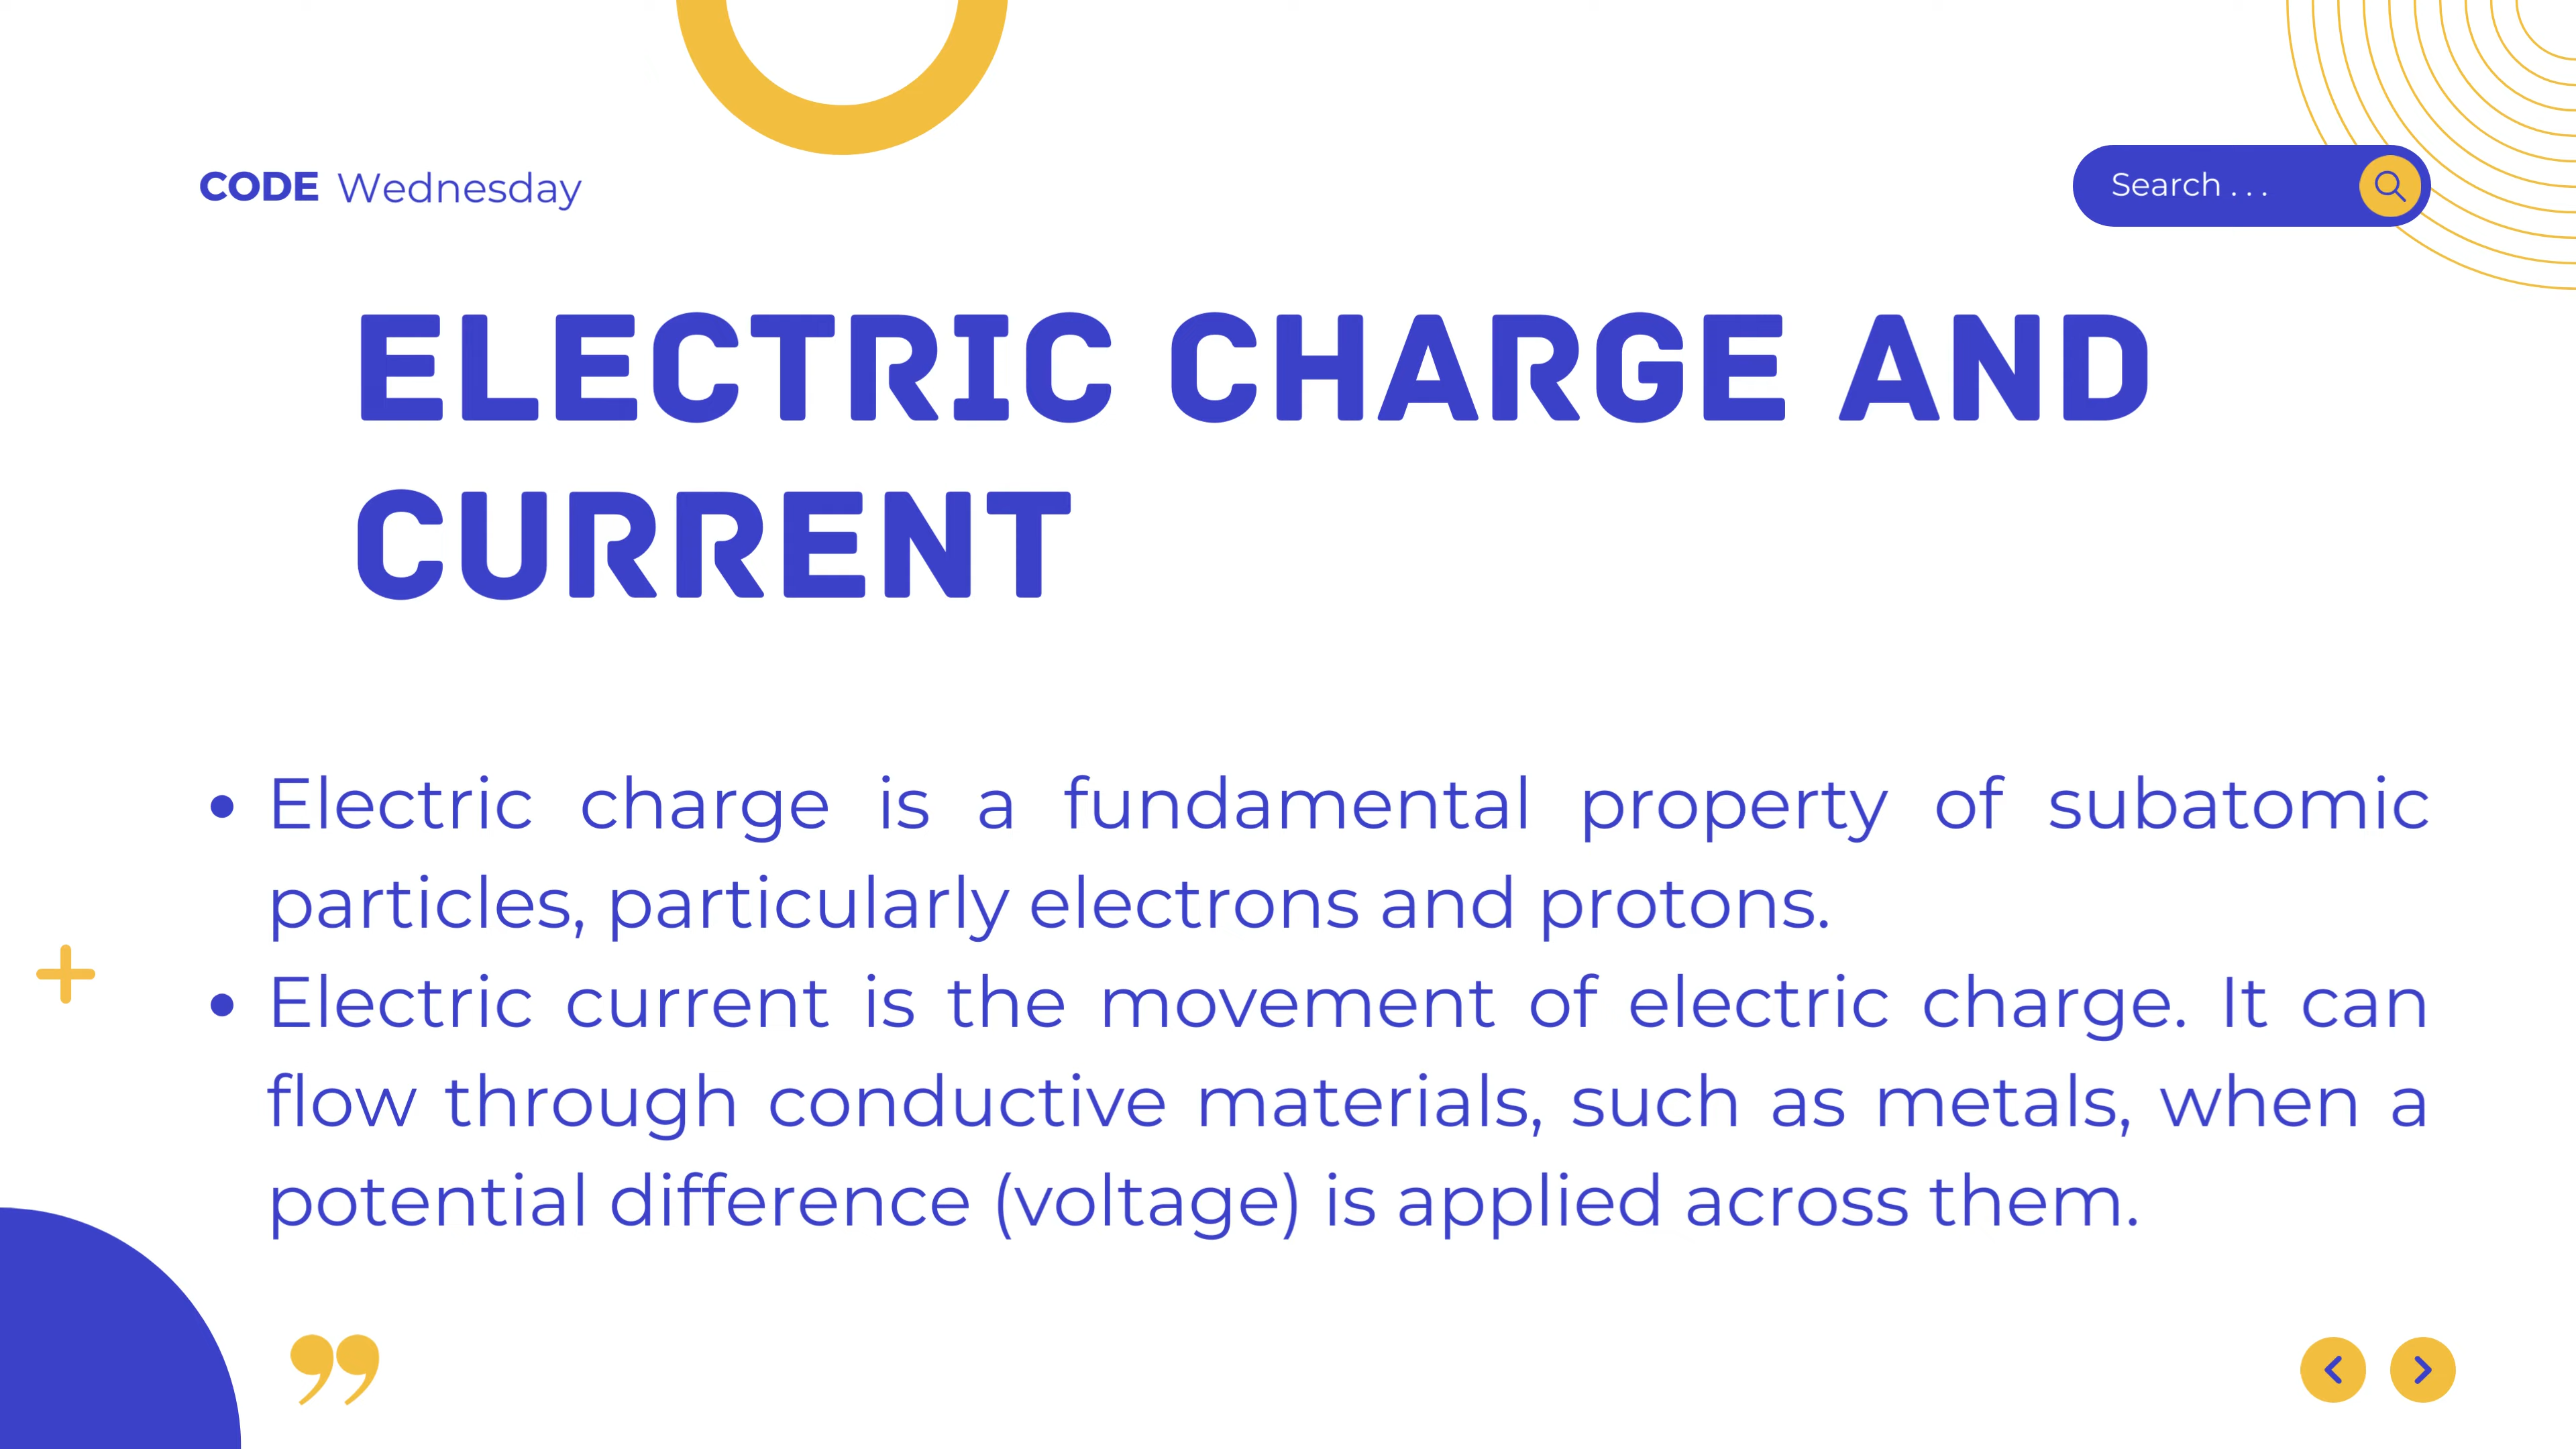 CODE Wednesday
Search . . .
ELECTRIC CHARGE AND
CURRENT
• Electric charge is a fundamental property of subatomic
particles, particularly electrons and protons.
• Electric current is the movement of electric charge. It can
flow through conductive materials, such as metals, when a
potential difference (voltage) is applied across them.